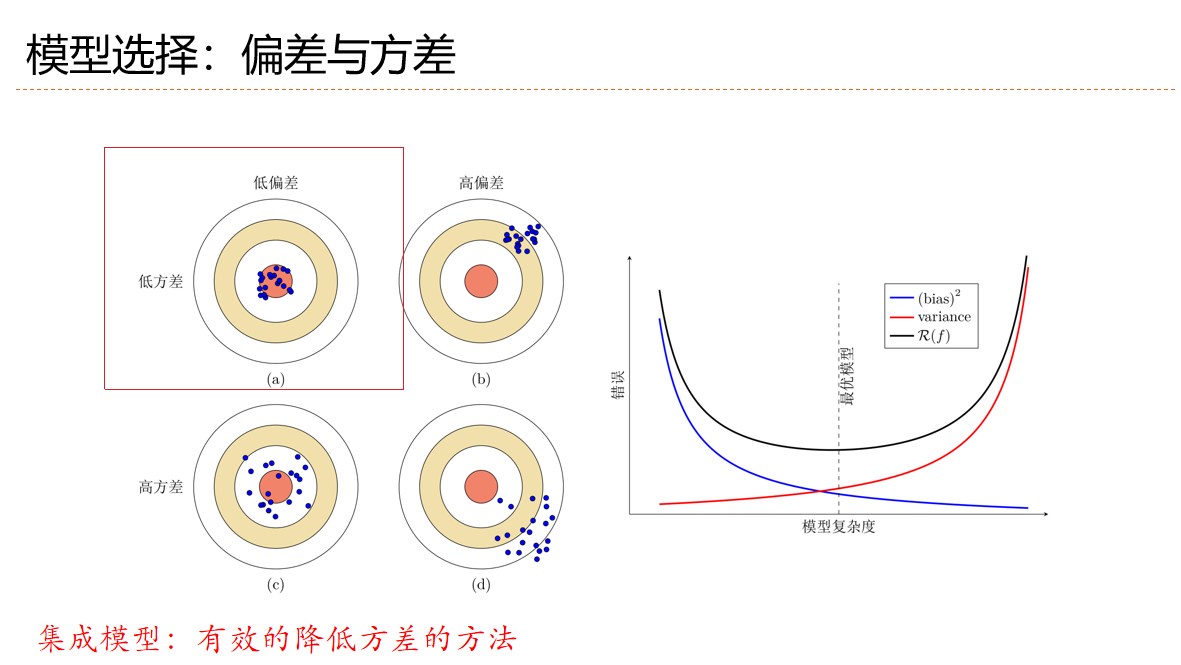 模型选择：偏差与方差
低偏差
高偏差
低方差
(a)
(b)
高方差
(c)
(d)
错误
最优模型
(bias)²
variance
ℛ(f)
模型复杂度
集成模型：有效的降低方差的方法